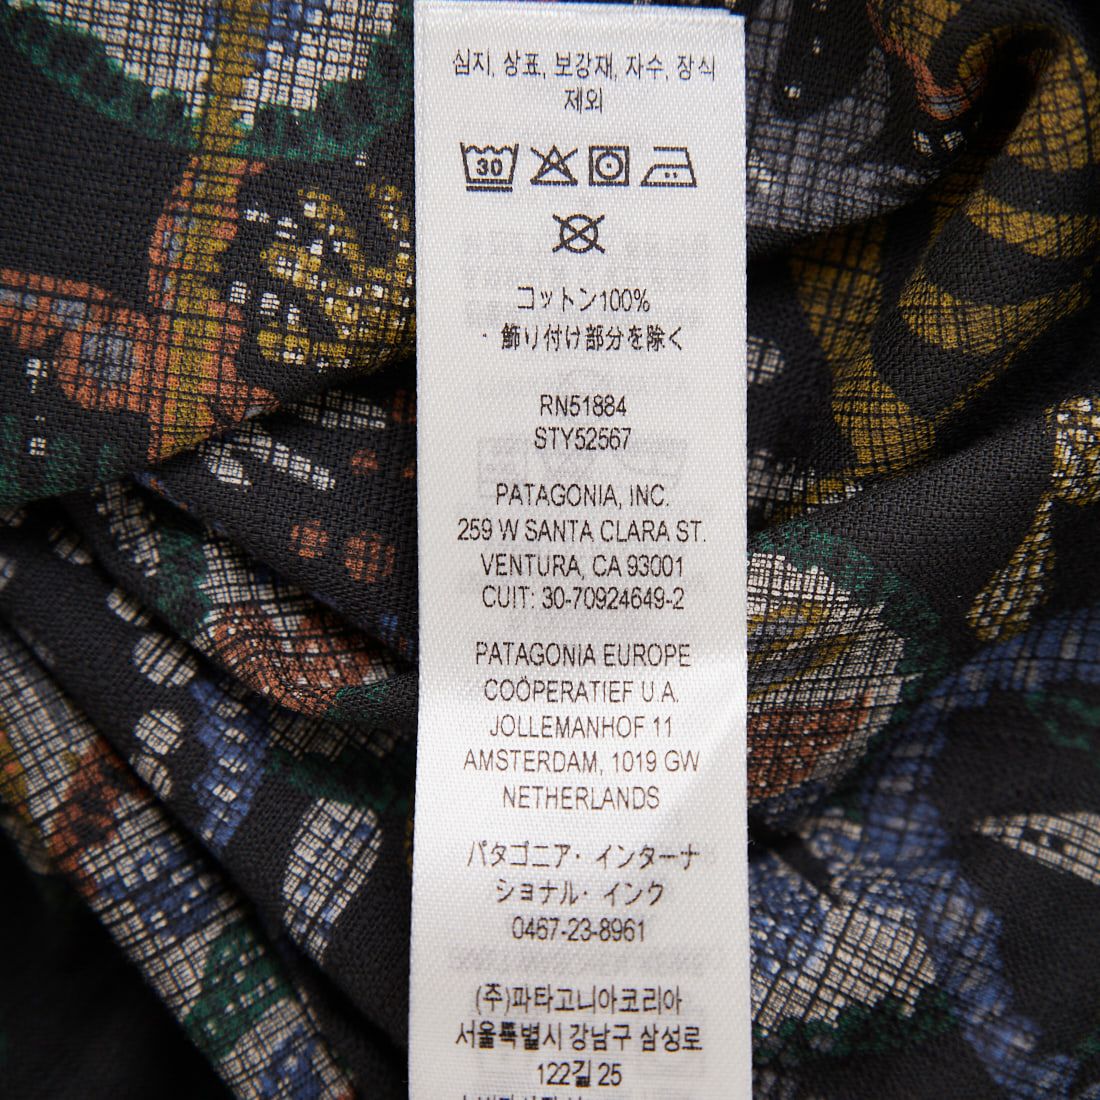 심지, 상표, 보강재, 자수, 장식
제외
30
コットン100%
・飾り付け部分を除く
RN51884
STY52567
PATAGONIA, INC.
259 W SANTA CLARA ST.
VENTURA, CA 93001
CUIT: 30-70924649-2
PATAGONIA EUROPE
COÖPERATIEF U.A.
JOLLEMANHOF 11
AMSTERDAM, 1019 GW
NETHERLANDS
パタゴニア・インターナ
ショナル・インク
0467-23-8961
(주)파타고니아코리아
서울특별시 강남구 삼성로
122길 25